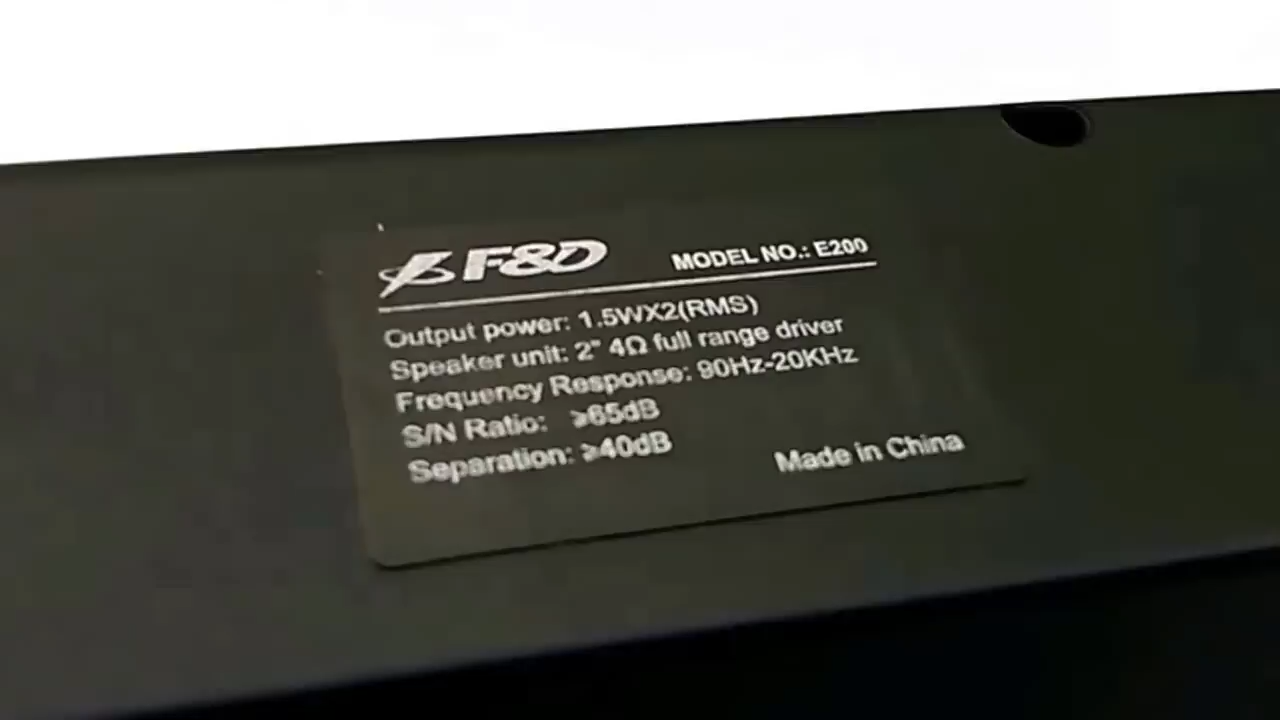 F&D MODEL NO.: E200
Output power: 1.5WX2(RMS)
Speaker unit: 2" 4Ω full range driver
Frequency Response: 90Hz-20KHz
S/N Ratio: ≥65dB
Separation: ≥40dB
Made in China